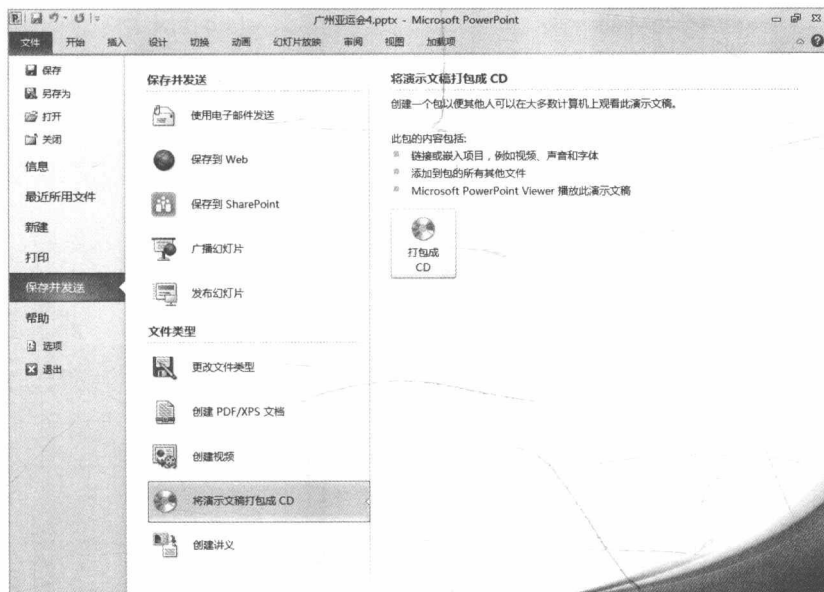 广州亚运会4.pptx - Microsoft PowerPoint
文件 开始 插入 设计 切换 动画 幻灯片放映 审阅 视图 加载项
保存
另存为
打开
关闭
信息
最近所用文件
新建
打印
保存并发送
帮助
选项
退出
保存并发送
使用电子邮件发送
保存到 Web
保存到 SharePoint
广播幻灯片
发布幻灯片
文件类型
更改文件类型
创建 PDF/XPS 文档
创建视频
将演示文稿打包成 CD
创建讲义
将演示文稿打包成 CD
创建一个包以便其他人可以在大多数计算机上观看此演示文稿。
此包的内容包括:
链接或嵌入项目，例如视频、声音和字体
添加到包的所有其他文件
Microsoft PowerPoint Viewer 播放此演示文稿
打包成
CD